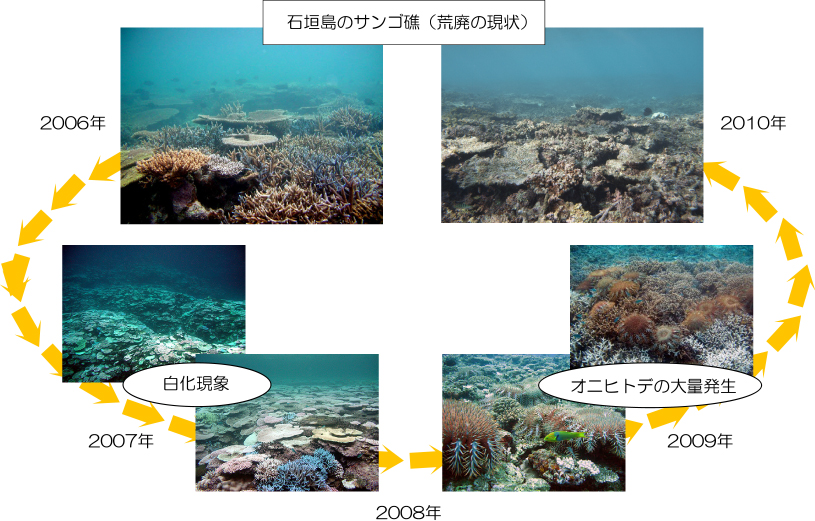 石垣島のサンゴ礁（荒廃の現状）
2006年
2010年
白化現象
オニヒトデの大量発生
2007年
2009年
2008年